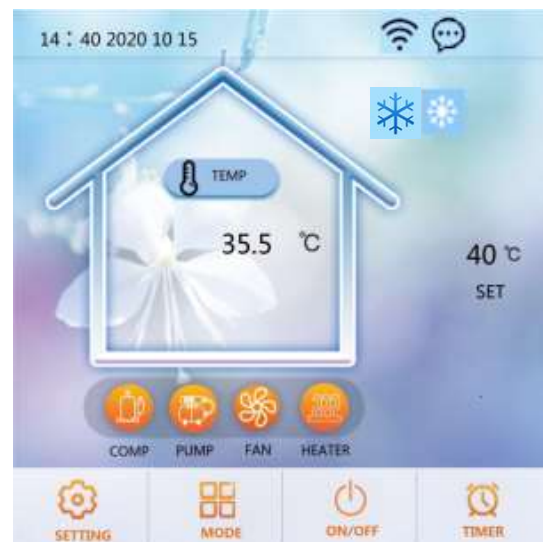 14：40 2020 10 15
TEMP
35.5 ℃
40 ℃
SET
COMP PUMP FAN HEATER
SETTING MODE ON/OFF TIMER